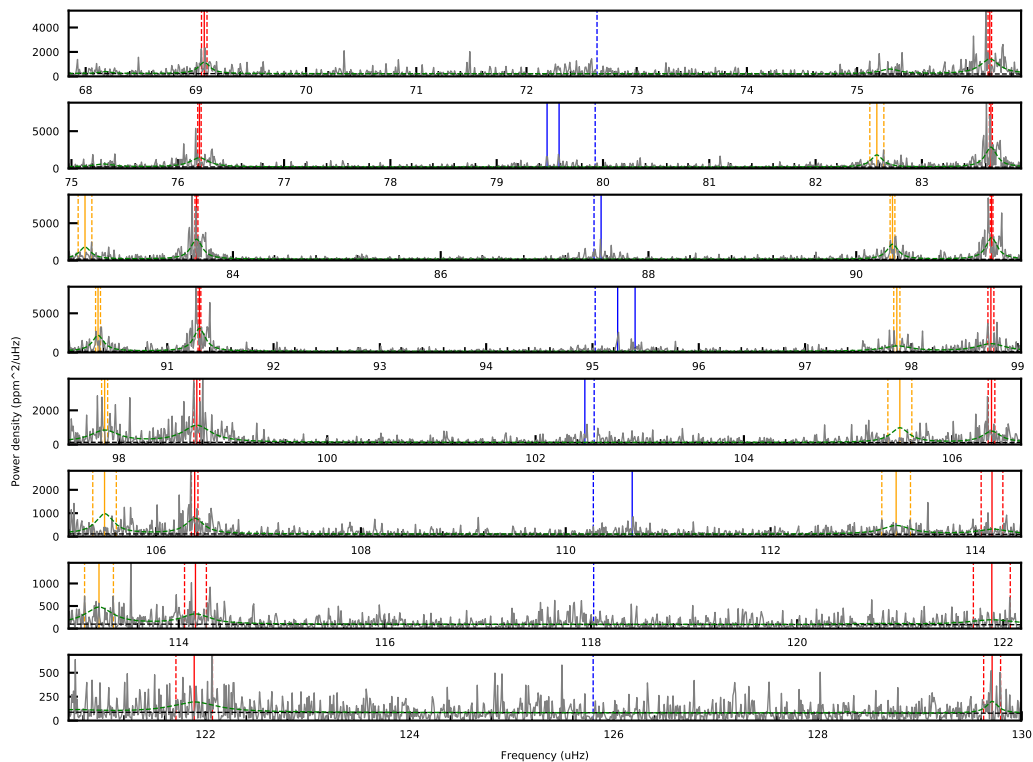 4000
2000
0
68 69 70 71 72 73 74 75 76
5000
0
75 76 77 78 79 80 81 82 83
5000
0
84 86 88 90
5000
0
91 92 93 94 95 96 97 98 99
2000
0
98 100 102 104 106
2000
1000
0
106 108 110 112 114
1000
500
0
114 116 118 120 122
500
250
0
122 124 126 128 130
Power density (ppm^2/uHz)
Frequency (uHz)